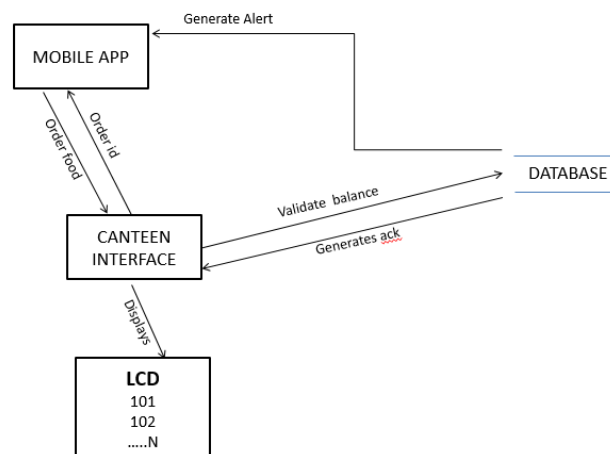 Generate Alert
MOBILE APP
Order food
Order id
DATABASE
Validate balance
Generates ack
CANTEEN
INTERFACE
Displays
LCD
101
102
.....N